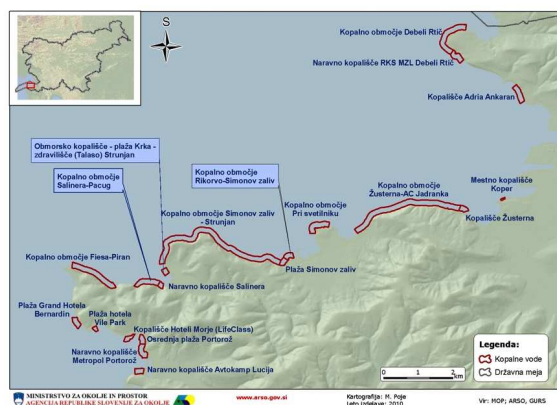 S
Kopalno območje Debeli Rtič
Naravno kopališče RKS MZL Debeli Rtič
Kopališče Adria Ankaran
Obmorsko kopališče - plaža Krka -
zdravilišče (Talaso) Strunjan
Kopalno območje
Salinera-Pacug
Kopalno območje
Rikorvo-Simonov zaliv
Kopalno območje Simonov zaliv
- Strunjan
Kopalno območje
Pri svetilniku
Kopalno območje
Žusterna-AC Jadranka
Mestno kopališče
Koper
Kopališče Žusterna
Kopalno območje Fiesa-Piran
Plaža Simonov zaliv
Naravno kopališče Salinera
Plaža Grand Hotela
Bernardin
Plaža hotela
Vile Park
Kopališče Hoteli Morje (LifeClass)
Osrednja plaža Portorož
Naravno kopališče
Metropol Portorož
Naravno kopališče Avtokamp Lucija
Legenda:
Kopalne vode
Državna meja
0 1 2
km
MINISTRSTVO ZA OKOLJE IN PROSTOR
AGENCIJA REPUBLIKE SLOVENIJE ZA OKOLJE
www.arso.gov.si
Kartografija: M. Poje
Leto izdelave: 2010
Vir: MOP; ARSO, GURS